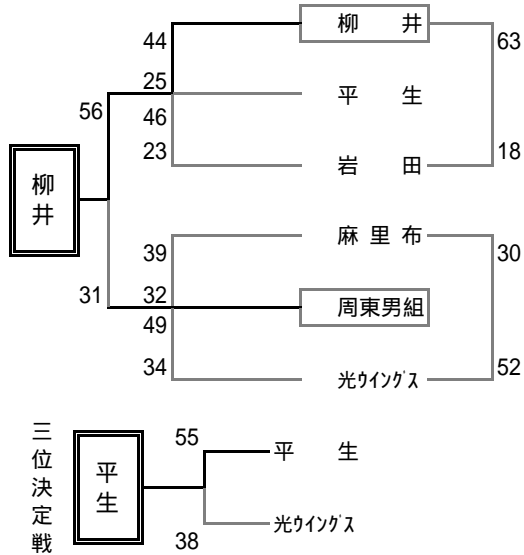 44 柳 井 63
25
56 平 生
46
23 岩 田 18
柳井
麻 里 布
39 30
31 32 周東男組
49
34 52
光ｳｲﾝｸﾞｽ
三位決定戦
55 平 生
平生
38 光ｳｲﾝｸﾞｽ